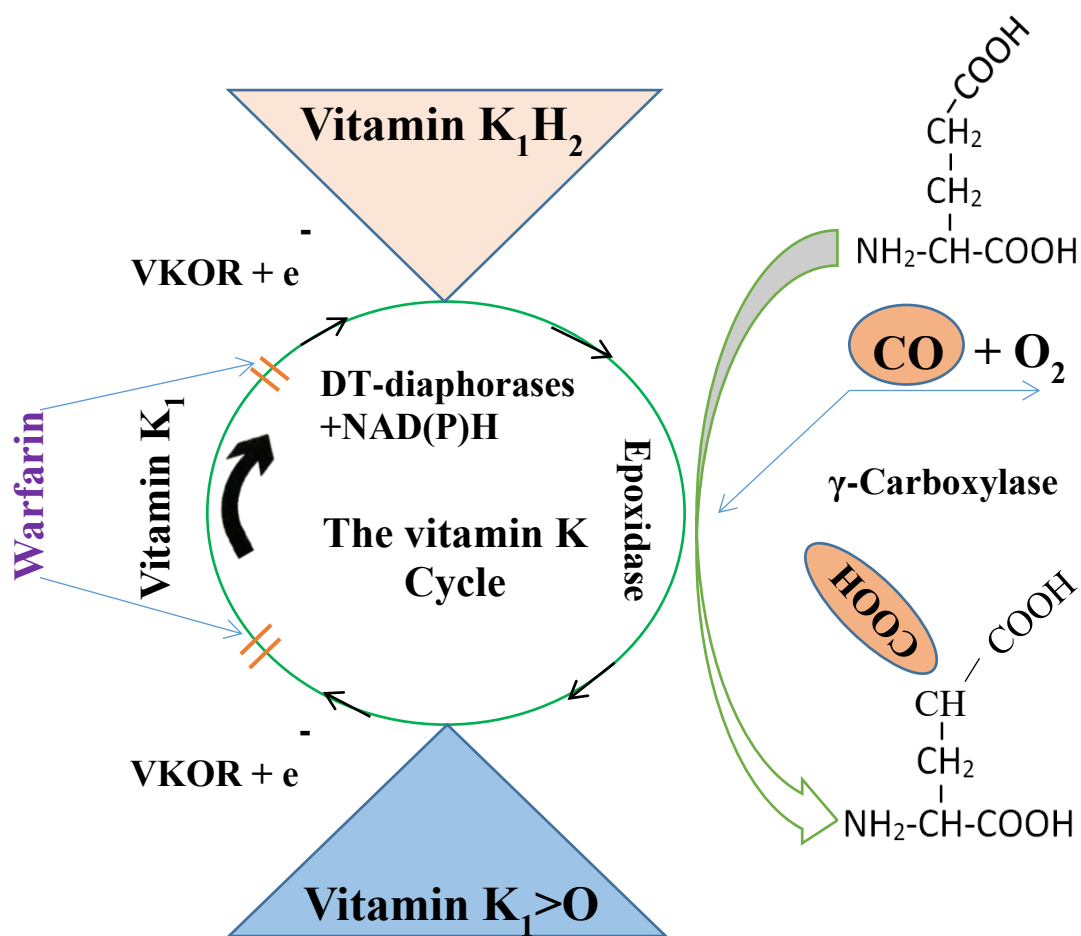 Vitamin K₁H₂
VKOR + e⁻
DT-diaphorases
+NAD(P)H
The vitamin K
Cycle
Epoxidase
Warfarin
Vitamin K₁
VKOR + e⁻
Vitamin K₁>O
COOH
CH₂
CH₂
NH₂-CH-COOH
CO + O₂
γ-Carboxylase
COOH
COOH
CH
CH₂
NH₂-CH-COOH